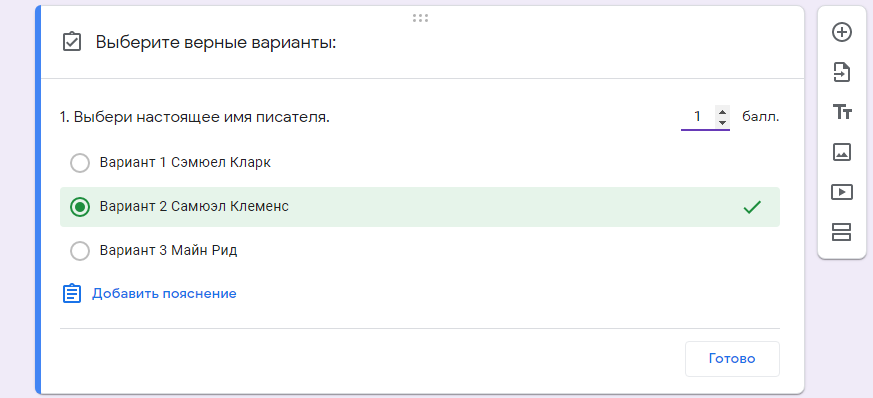 Выберите верные варианты:
1. Выбери настоящее имя писателя.
1 балл.
Вариант 1 Сэмюел Кларк
Вариант 2 Самюэл Клеменс
Вариант 3 Майн Рид
Добавить пояснение
Готово
Тт